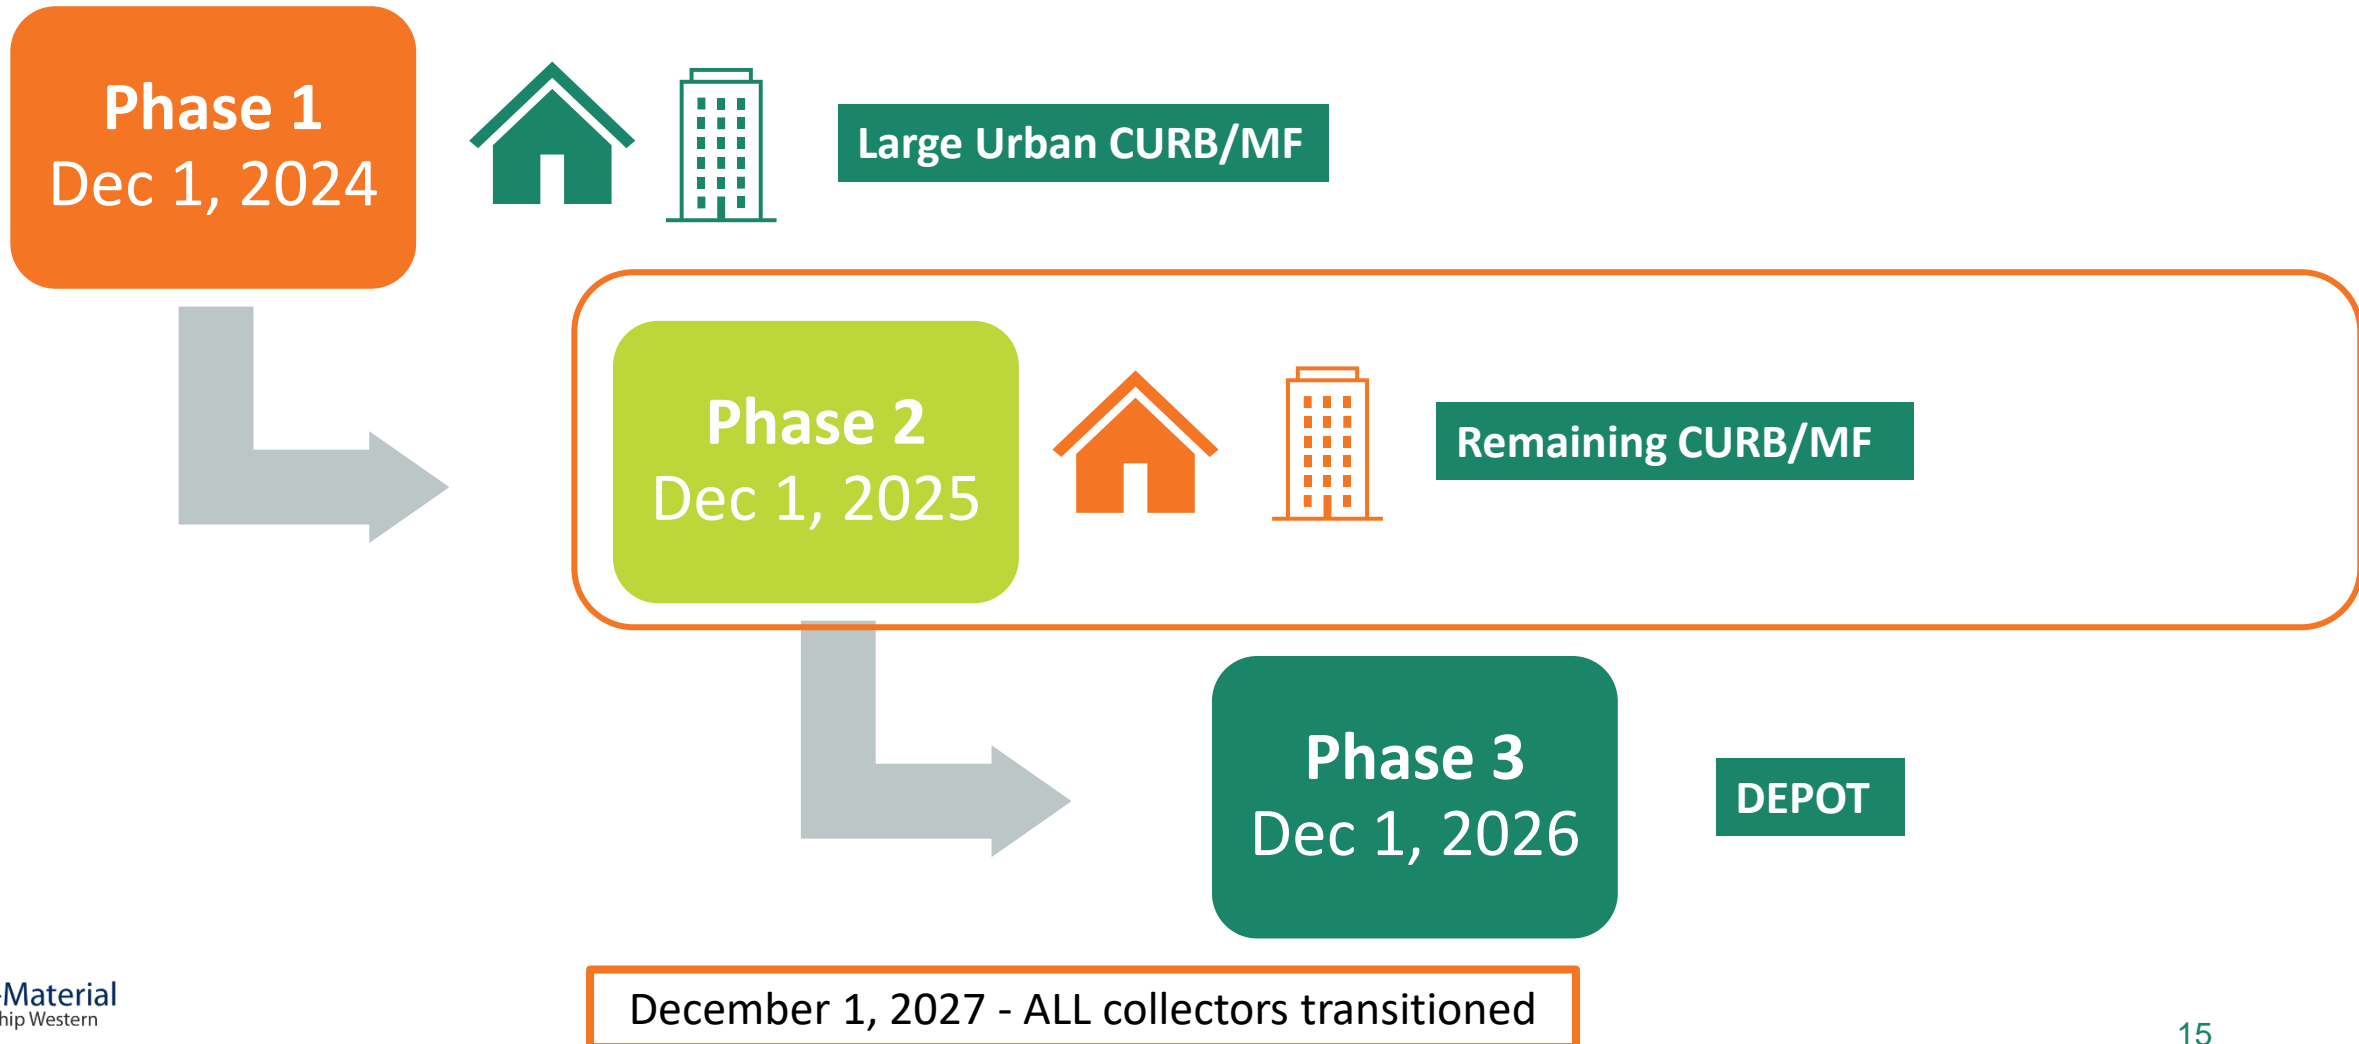 Phase 1
Dec 1, 2024
Large Urban CURB/MF
Phase 2
Dec 1, 2025
Remaining CURB/MF
Phase 3
Dec 1, 2026
DEPOT
December 1, 2027 - ALL collectors transitioned
-Material
hip Western
15